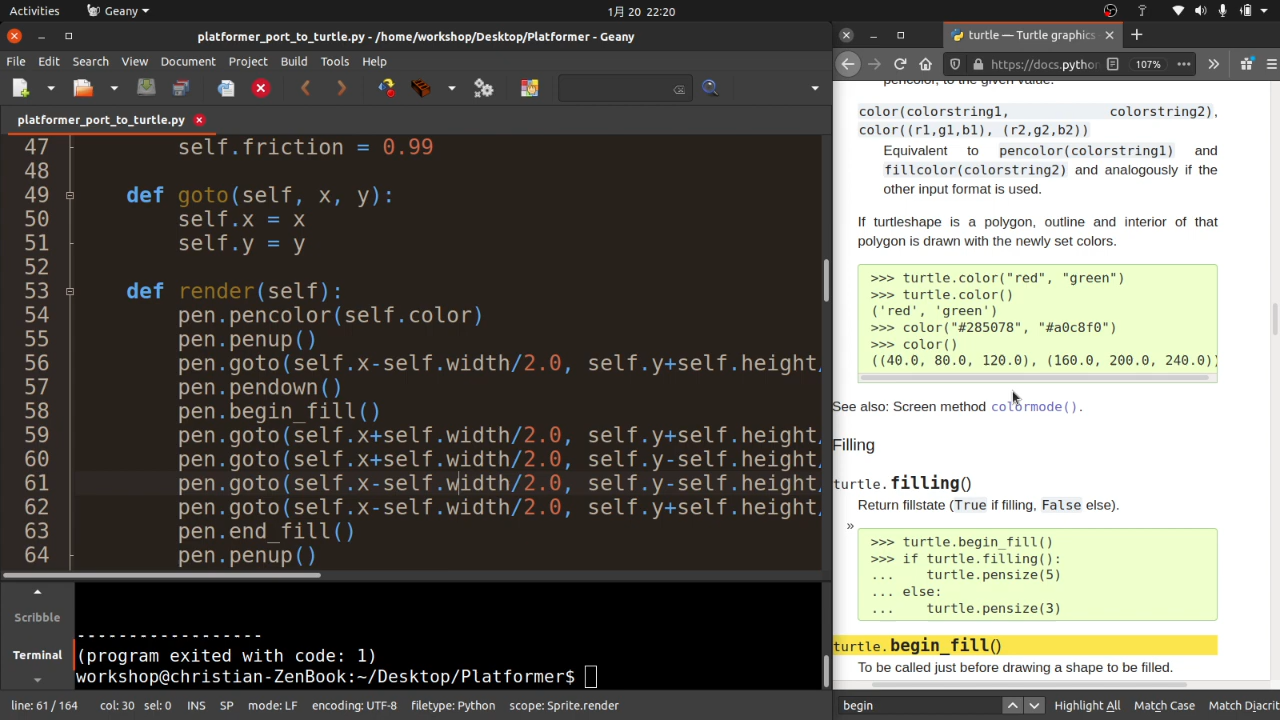 Activities
Geany
1月 20 22:20
platformer_port_to_turtle.py - /home/workshop/Desktop/Platformer - Geany
File Edit Search View Document Project Build Tools Help
platformer_port_to_turtle.py
47 self.friction = 0.99
48
49 def goto(self, x, y):
50 self.x = x
51 self.y = y
52
53 def render(self):
54 pen.pencolor(self.color)
55 pen.penup()
56 pen.goto(self.x-self.width/2.0, self.y+self.height/
57 pen.pendown()
58 pen.begin_fill()
59 pen.goto(self.x+self.width/2.0, self.y+self.height/
60 pen.goto(self.x+self.width/2.0, self.y-self.height/
61 pen.goto(self.x-self.width/2.0, self.y-self.height/
62 pen.goto(self.x-self.width/2.0, self.y+self.height/
63 pen.end_fill()
64 pen.penup()
Scribble
Terminal
------------------
(program exited with code: 1)
workshop@christian-ZenBook:~/Desktop/Platformer$
line: 61 / 164 col: 30 sel: 0 INS SP mode: LF encoding: UTF-8 filetype: Python scope: Sprite.render
turtle — Turtle graphics
https://docs.python
107%
pencolor, to the given value.
color(colorstring1, colorstring2),
color((r1,g1,b1), (r2,g2,b2))
Equivalent to pencolor(colorstring1) and
fillcolor(colorstring2) and analogously if the
other input format is used.
If turtleshape is a polygon, outline and interior of that
polygon is drawn with the newly set colors.
>>> turtle.color("red", "green")
>>> turtle.color()
('red', 'green')
>>> color("#285078", "#a0c8f0")
>>> color()
((40.0, 80.0, 120.0), (160.0, 200.0, 240.0))
See also: Screen method colormode().
Filling
turtle.filling()
Return fillstate (True if filling, False else).
»
>>> turtle.begin_fill()
>>> if turtle.filling():
... turtle.pensize(5)
... else:
... turtle.pensize(3)
turtle.begin_fill()
To be called just before drawing a shape to be filled.
begin
Highlight All Match Case Match Diacrit